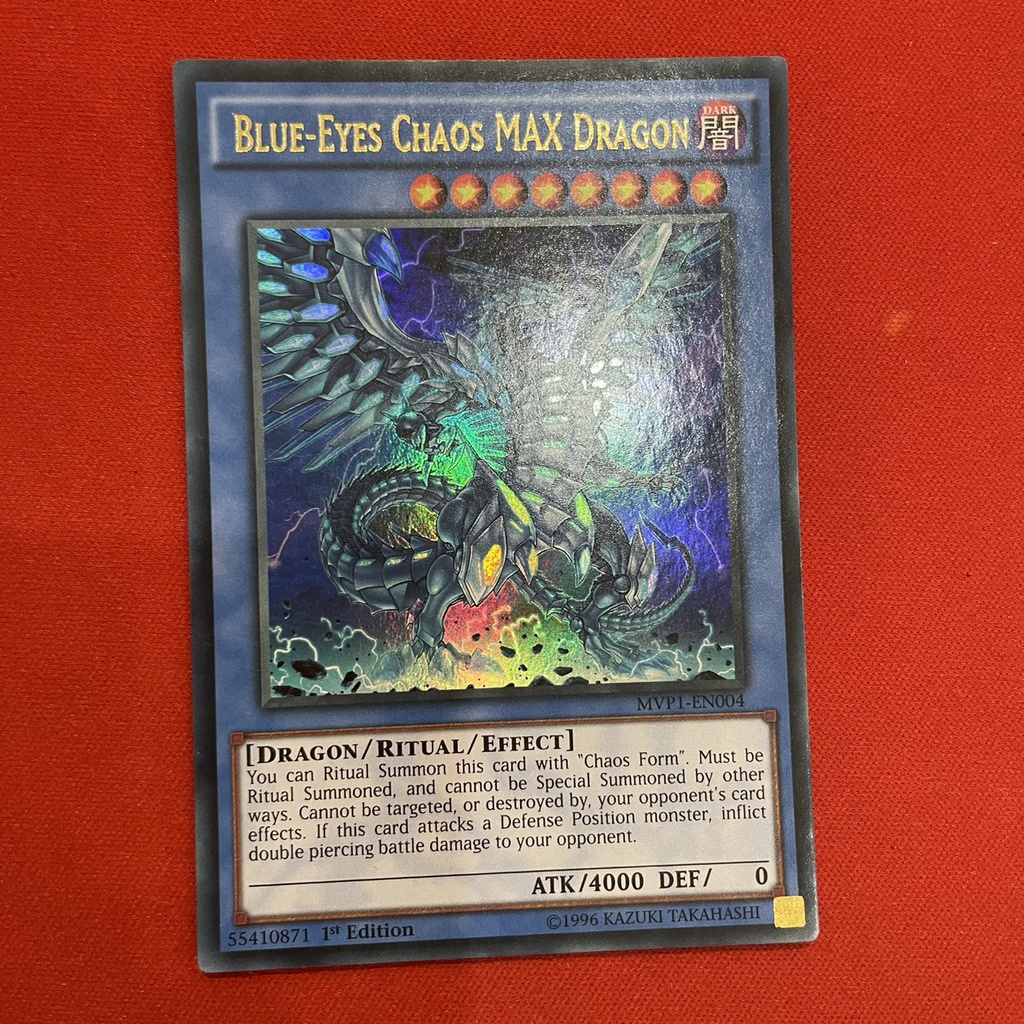 BLUE-EYES CHAOS MAX DRAGON
DARK
闇
MVP1-EN004
[DRAGON/RITUAL/EFFECT]
You can Ritual Summon this card with "Chaos Form". Must be
Ritual Summoned, and cannot be Special Summoned by other
ways. Cannot be targeted, or destroyed by, your opponent's card
effects. If this card attacks a Defense Position monster, inflict
double piercing battle damage to your opponent.
ATK/4000 DEF/ 0
55410871 1st Edition
©1996 KAZUKI TAKAHASHI